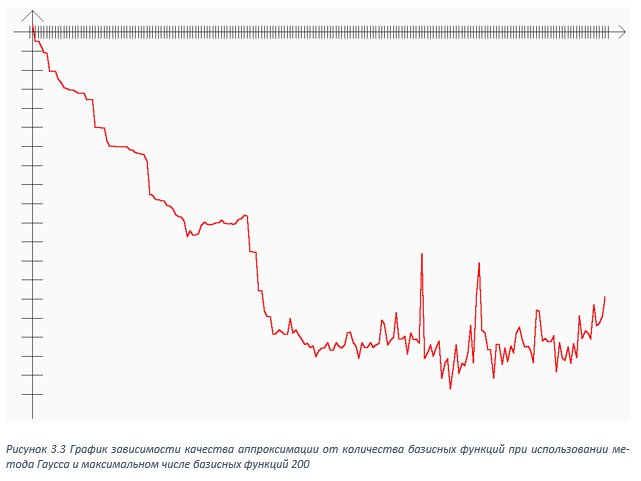 Рисунок 3.3 График зависимости качества аппроксимации от количества базисных функций при использовании ме-
тода Гаусса и максимальном числе базисных функций 200